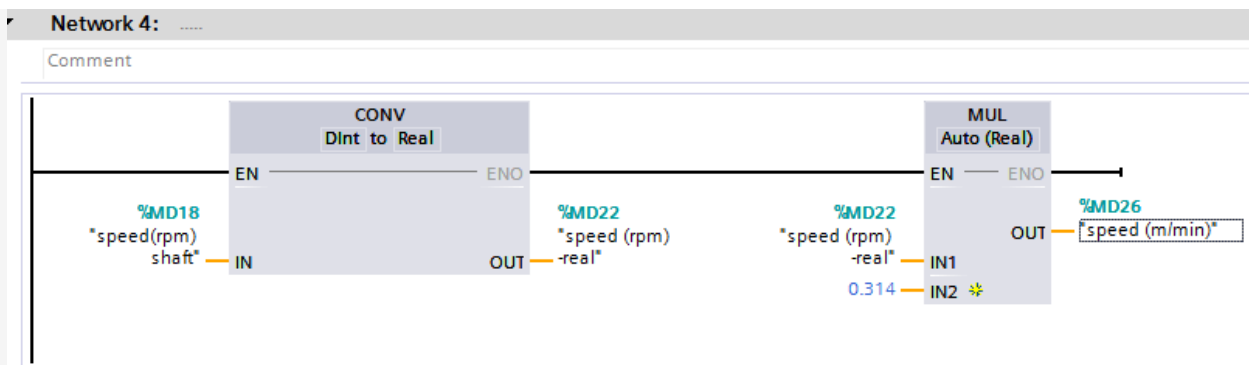 Network 4: .....
Comment
CONV
DInt to Real
EN
ENO
%MD18
"speed(rpm)
shaft"
IN
OUT
%MD22
"speed (rpm)
-real"
MUL
Auto (Real)
EN
ENO
%MD22
"speed (rpm)
-real"
IN1
0.314
IN2
OUT
%MD26
"speed (m/min)"